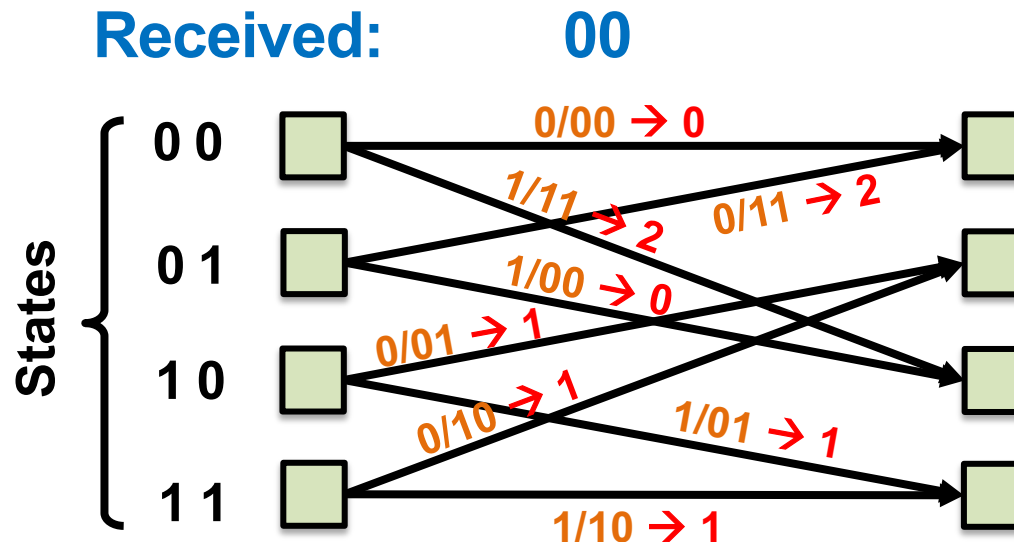 Received: 00
States
0 0
0/00 → 0
1/11 → 2
0/11 → 2
0 1
1/00 → 0
0/01 → 1
1 0
0/10 → 1
1/01 → 1
1 1
1/10 → 1